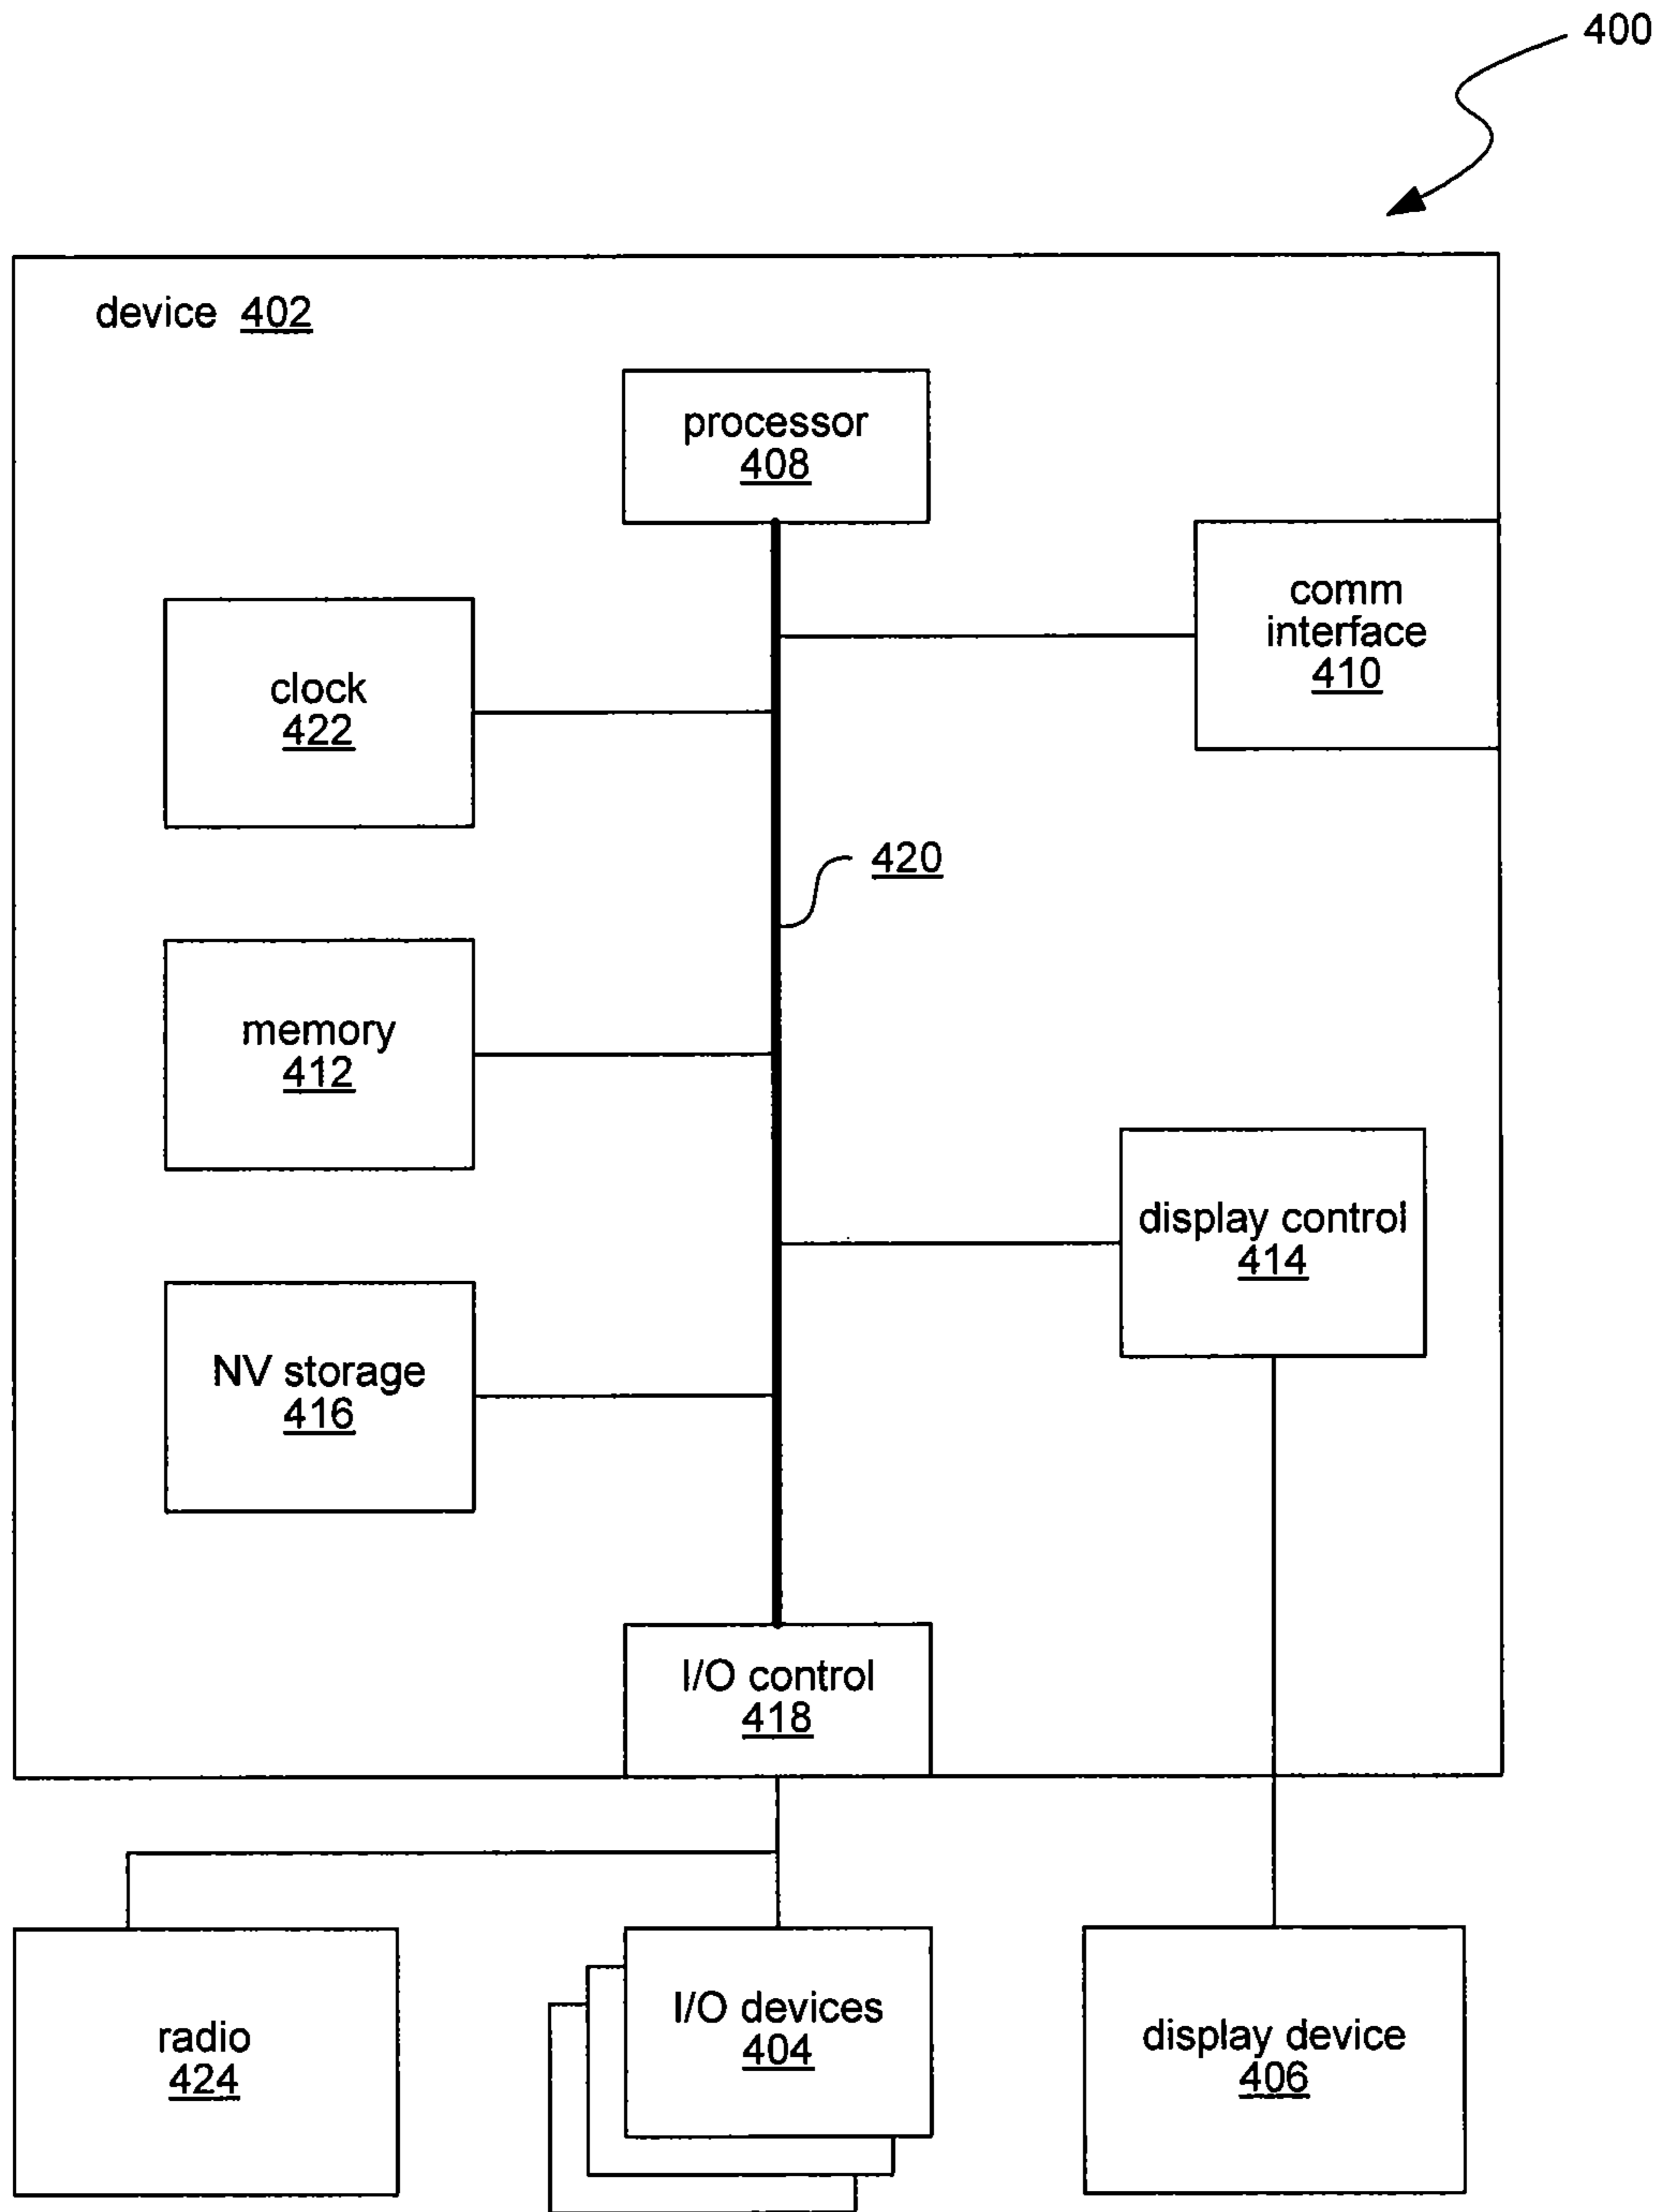 400
device 402
processor
408
comm
interface
410
clock
422
420
memory
412
display control
414
NV storage
416
I/O control
418
radio
424
I/O devices
404
display device
406